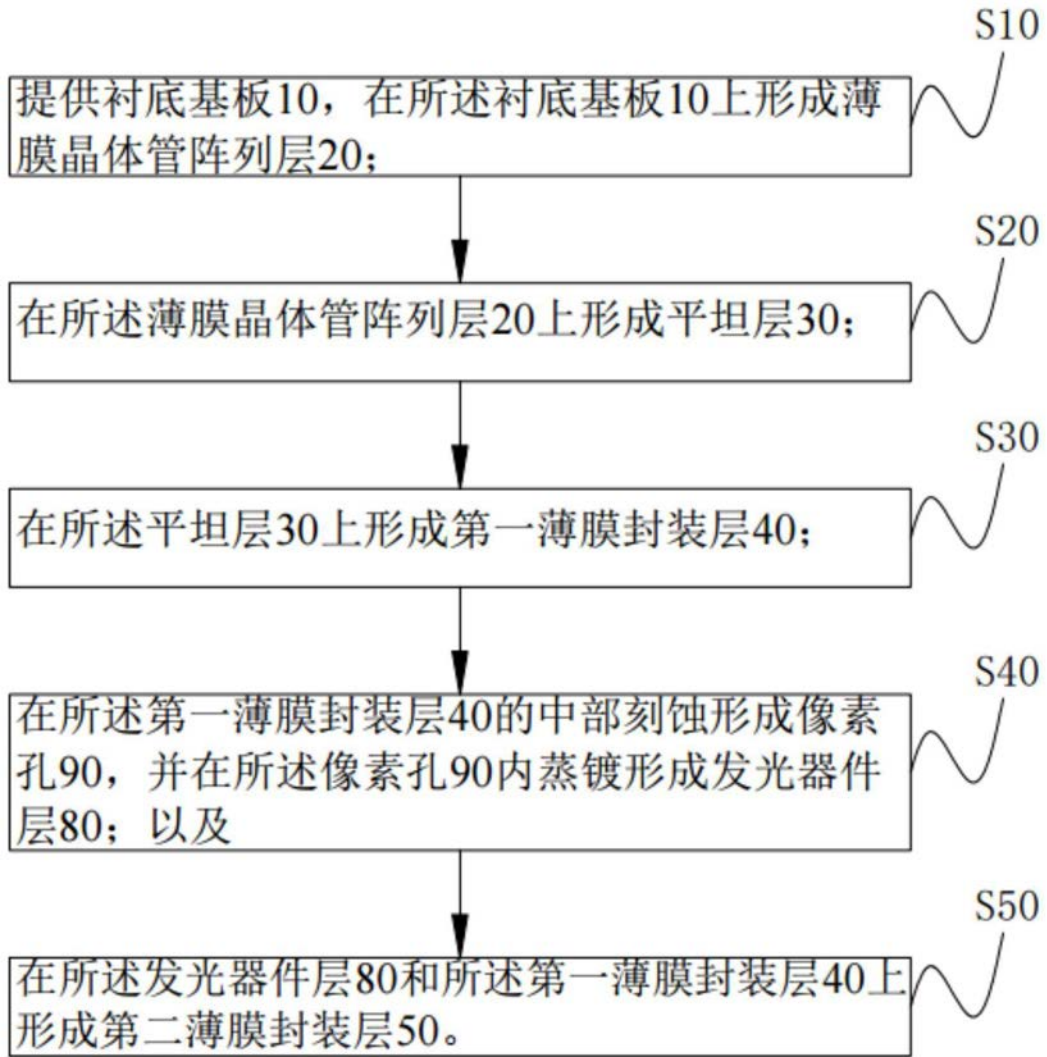 S10
提供衬底基板10，在所述衬底基板10上形成薄
膜晶体管阵列层20；
S20
在所述薄膜晶体管阵列层20上形成平坦层30；
S30
在所述平坦层30上形成第一薄膜封装层40；
S40
在所述第一薄膜封装层40的中部刻蚀形成像素
孔90，并在所述像素孔90内蒸镀形成发光器件
层80；以及
S50
在所述发光器件层80和所述第一薄膜封装层40上
形成第二薄膜封装层50。